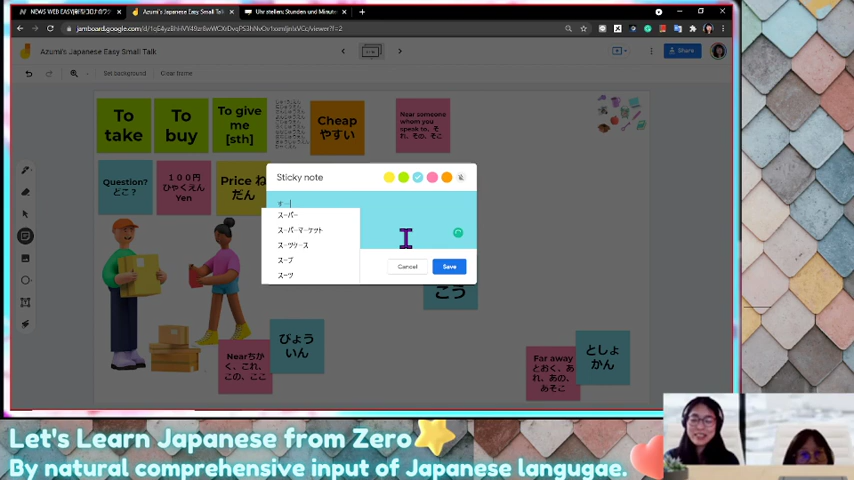 NEWS WEB EASY
Azumi's Japanese Easy Small Talk
Uhr stellen: Stunden und Minute
Azumi's Japanese Easy Small Talk
Share
Set background
Clear frame
To take
To buy
To give me [sth]
Cheap やすい
Near someone whom you speak to、それ、その、そこ
Question? どこ？
１００円 ひゃくえん Yen
Price ねだん
Sticky note
すー
スーパー
スーパーマーケット
スーツケース
スープ
スーツ
Cancel
Save
こう
びょういん
Nearちかく、これ、この、ここ
としょかん
Far away とおく、あれ、あの、あそこ
Let's Learn Japanese from Zero
By natural comprehensive input of Japanese langugae.